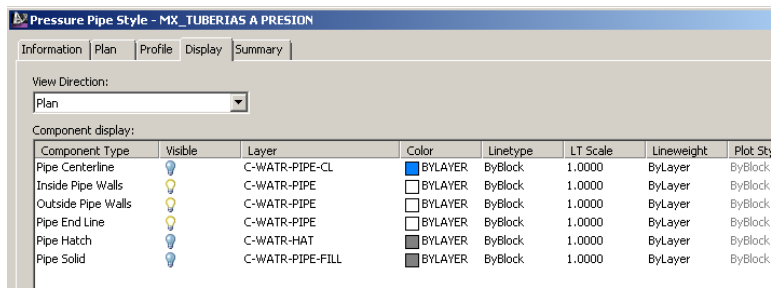 Pressure Pipe Style - MX_TUBERIAS A PRESION
Information Plan Profile Display Summary
View Direction:
Plan
Component display:
Component Type Visible Layer Color Linetype LT Scale Lineweight Plot Sty
Pipe Centerline C-WATR-PIPE-CL BYLAYER ByBlock 1.0000 ByLayer ByBlock
Inside Pipe Walls C-WATR-PIPE BYLAYER ByBlock 1.0000 ByLayer ByBlock
Outside Pipe Walls C-WATR-PIPE BYLAYER ByBlock 1.0000 ByLayer ByBlock
Pipe End Line C-WATR-PIPE BYLAYER ByBlock 1.0000 ByLayer ByBlock
Pipe Hatch C-WATR-HAT BYLAYER ByBlock 1.0000 ByLayer ByBlock
Pipe Solid C-WATR-PIPE-FILL BYLAYER ByBlock 1.0000 ByLayer ByBlock